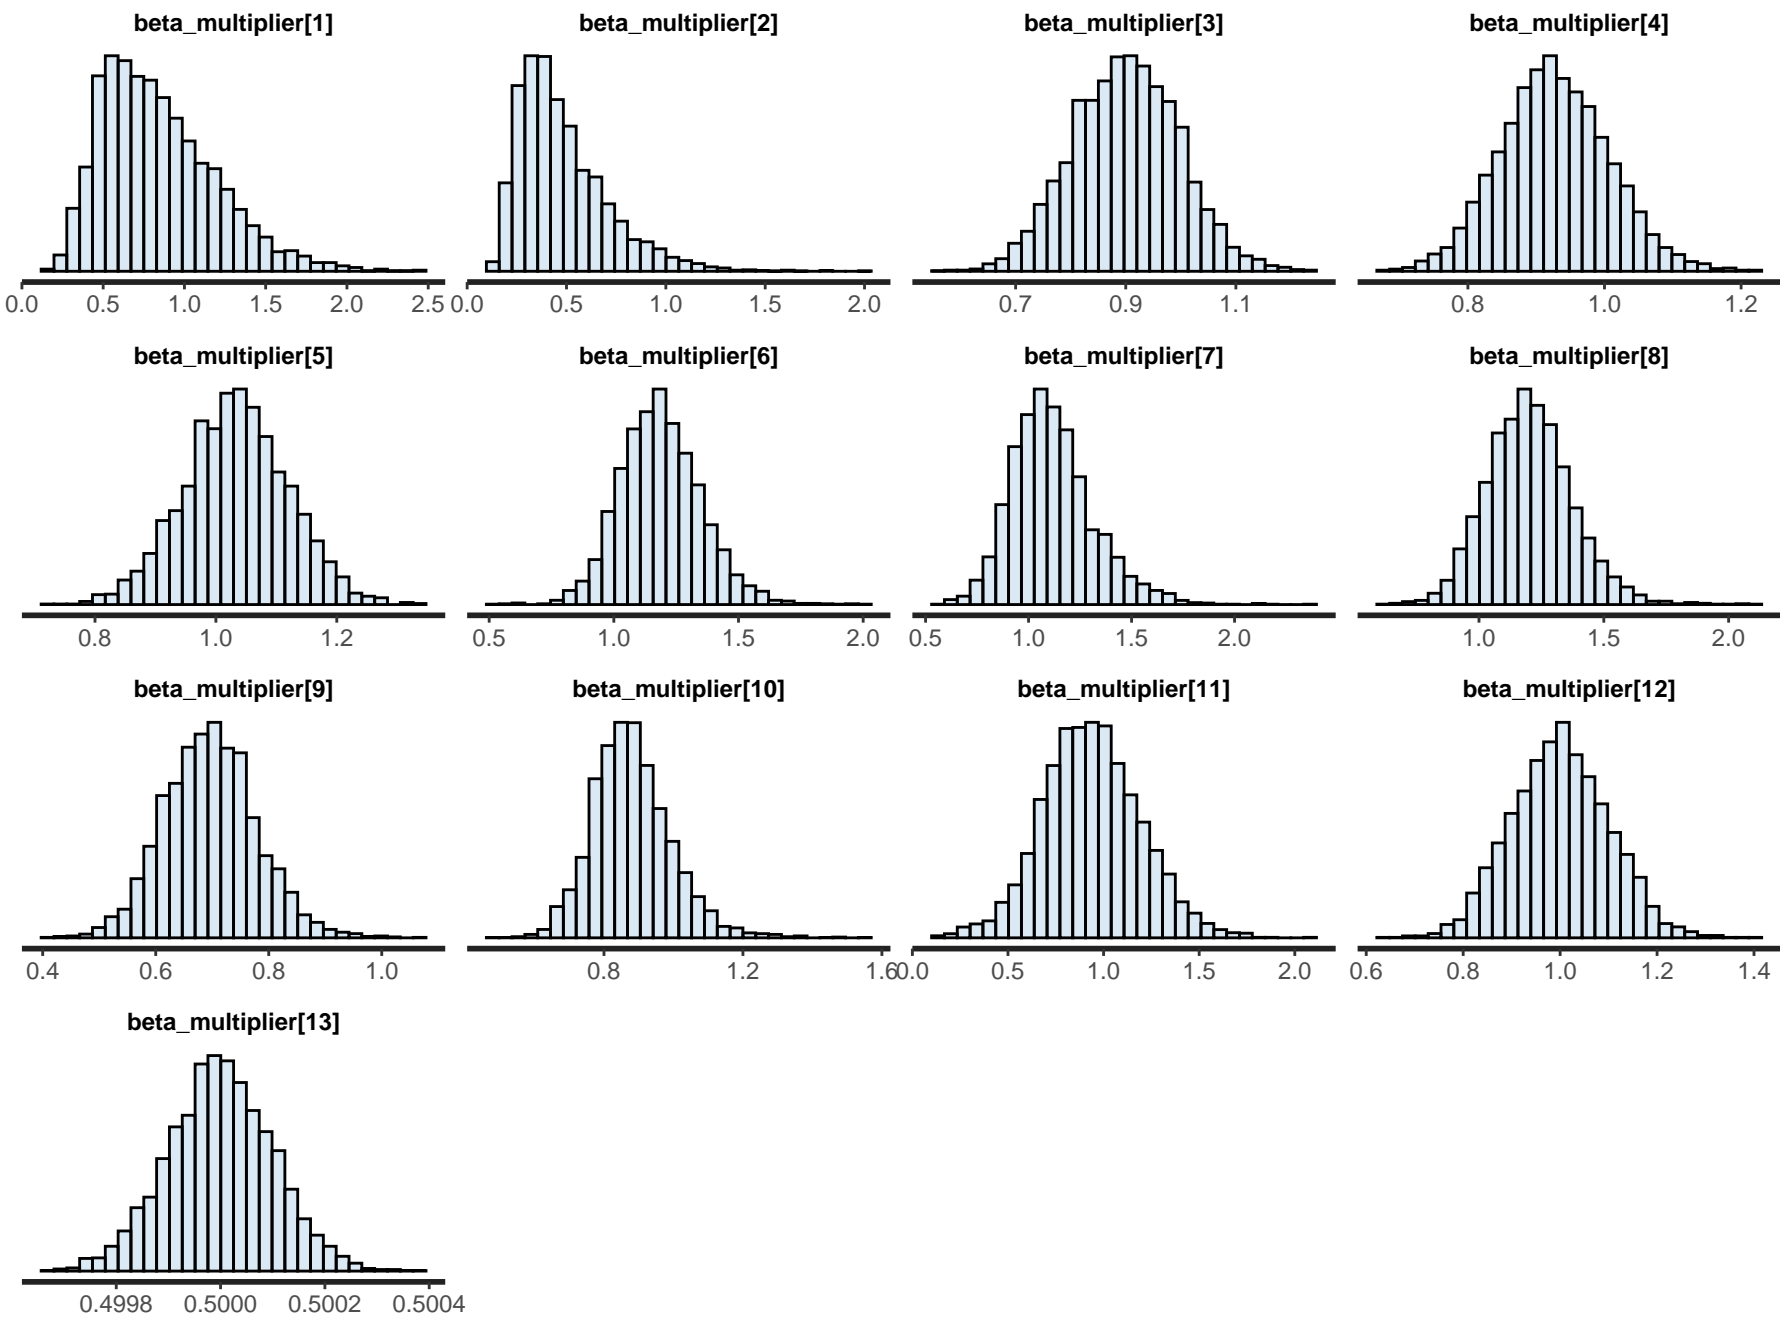 beta_multiplier[1] beta_multiplier[2] beta_multiplier[3] beta_multiplier[4]
0.0 0.5 1.0 1.5 2.0 2.5 0.0 0.5 1.0 1.5 2.0 0.7 0.9 1.1 0.8 1.0 1.2
beta_multiplier[5] beta_multiplier[6] beta_multiplier[7] beta_multiplier[8]
0.8 1.0 1.2 0.5 1.0 1.5 2.0 0.5 1.0 1.5 2.0 1.0 1.5 2.0
beta_multiplier[9] beta_multiplier[10] beta_multiplier[11] beta_multiplier[12]
0.4 0.6 0.8 1.0 0.8 1.2 1.6 0.0 0.5 1.0 1.5 2.0 0.6 0.8 1.0 1.2 1.4
beta_multiplier[13]
0.4998 0.5000 0.5002 0.5004